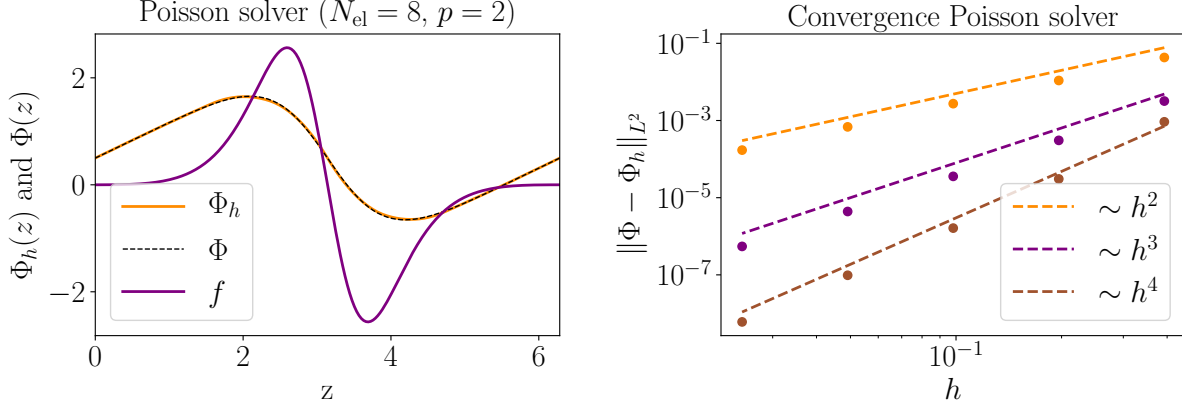 Poisson solver (N_el = 8, p = 2)
Φ_h(z) and Φ(z)
2
0
−2
Φ_h
Φ
f
0
2
4
6
z
Convergence Poisson solver
||Φ − Φ_h||_{L^2}
10^{−1}
10^{−3}
10^{−5}
10^{−7}
~ h^2
~ h^3
~ h^4
10^{−1}
h